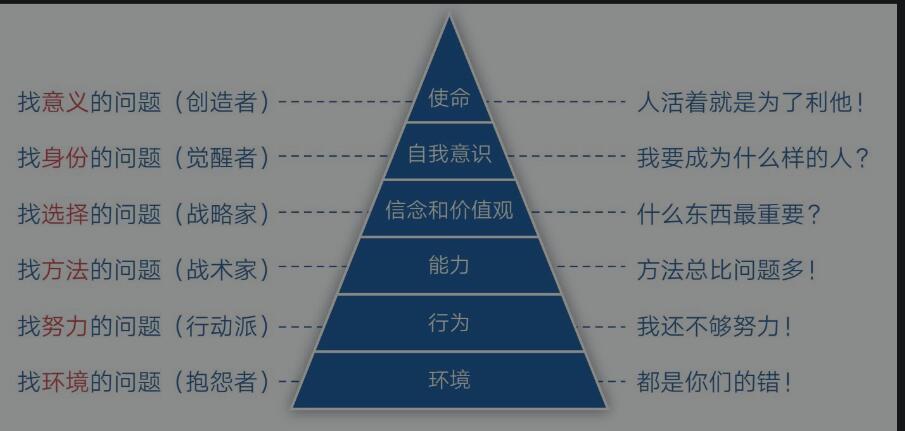 找意义的问题（创造者） 使命 人活着就是为了利他！
找身份的问题（觉醒者） 自我意识 我要成为什么样的人？
找选择的问题（战略家） 信念和价值观 什么东西最重要？
找方法的问题（战术家） 能力 方法总比问题多！
找努力的问题（行动派） 行为 我还不够努力！
找环境的问题（抱怨者） 环境 都是你们的错！